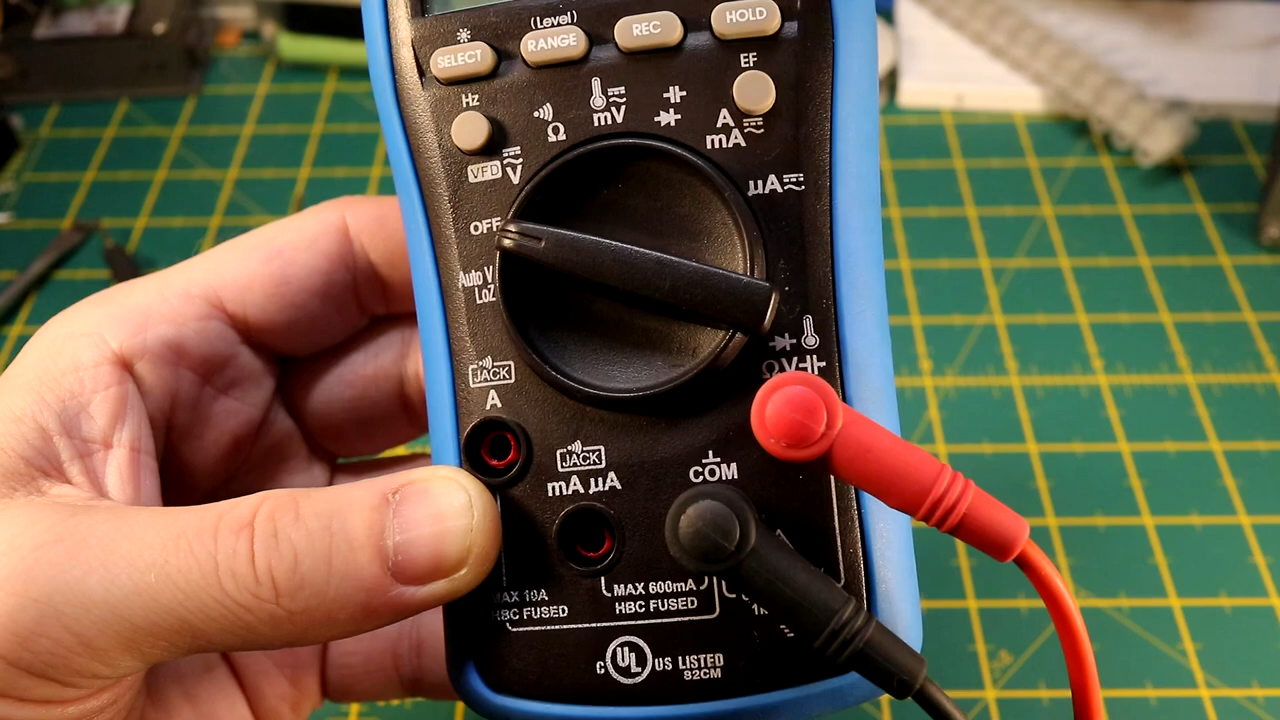 (Level)
SELECT RANGE REC HOLD
Hz
EF
Ω
mV
A
mA
VFD V
μA
OFF
Auto V
LoZ
ΩV
JACK
A
JACK
mA μA
COM
MAX 10A
HBC FUSED
MAX 600mA
HBC FUSED
C UL US LISTED
92CM